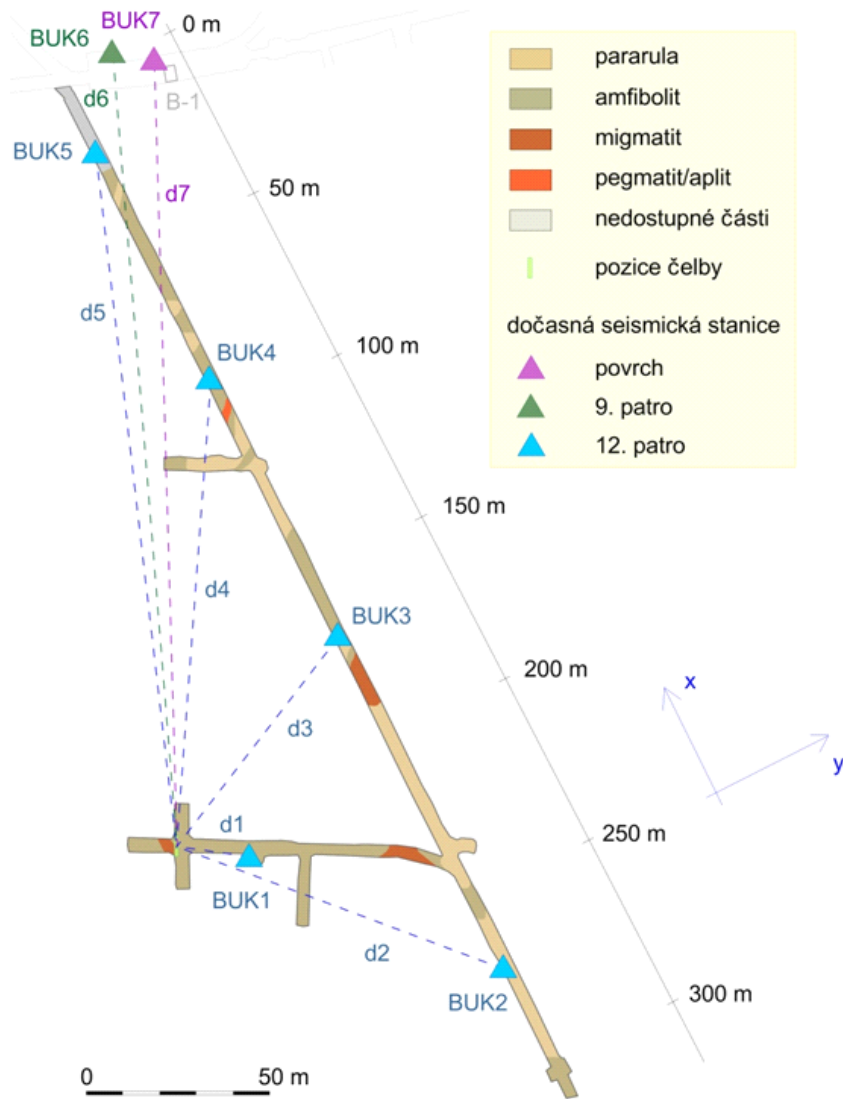 BUK7
0 m
BUK6
d6
B-1
BUK5
d7
50 m
d5
100 m
BUK4
150 m
d4
BUK3
200 m
d3
d1
250 m
BUK1
d2
BUK2
300 m
0
50 m
x
y
pararula
amfibolit
migmatit
pegmatit/aplit
nedostupné části
pozice čelby
dočasná seismická stanice
povrch
9. patro
12. patro